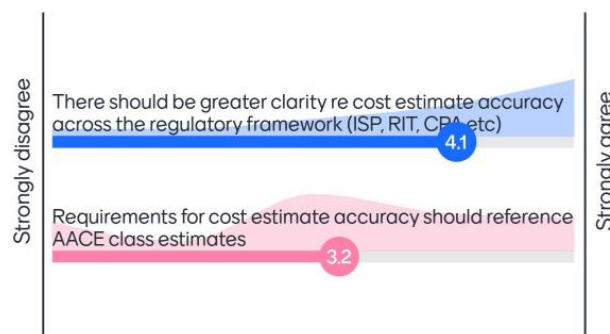 Strongly disagree
There should be greater clarity re cost estimate accuracy
across the regulatory framework (ISP, RIT, CPA etc)
4.1
Requirements for cost estimate accuracy should reference
AACE class estimates
3.2
Strongly agree